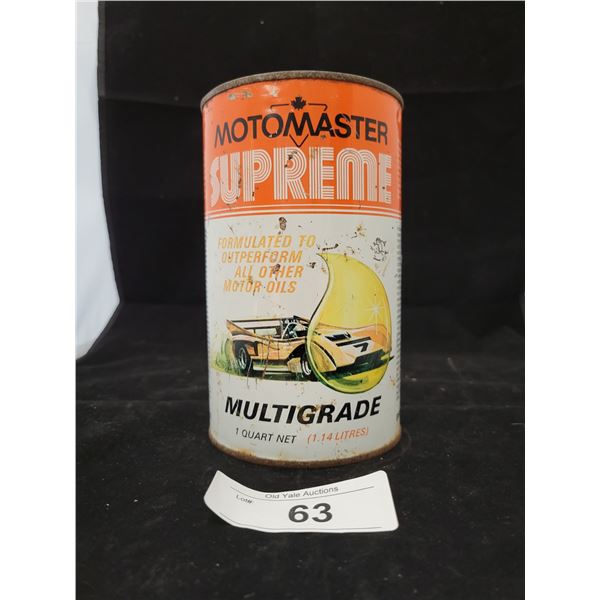 MOTOMASTER
SUPREME
FORMULATED TO
OUTPERFORM
ALL OTHER
MOTOR OILS
7
MULTIGRADE
1 QUART NET (1.14 LITRES)
Old Yale Auctions
Lot#:
63